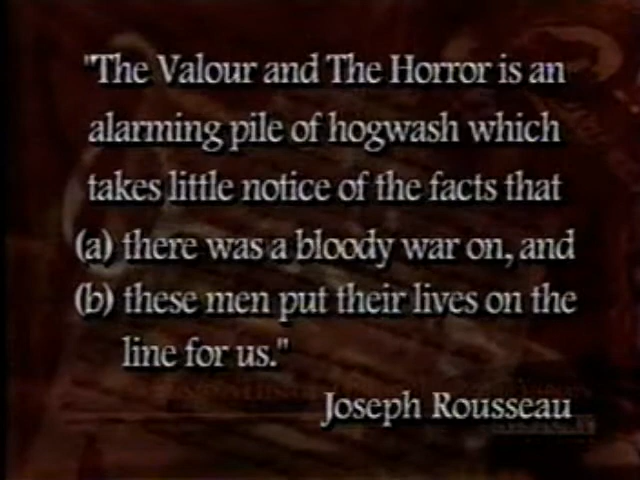 "The Valour and The Horror is an
alarming pile of hogwash which
takes little notice of the facts that
(a) there was a bloody war on, and
(b) these men put their lives on the
line for us."
Joseph Rousseau